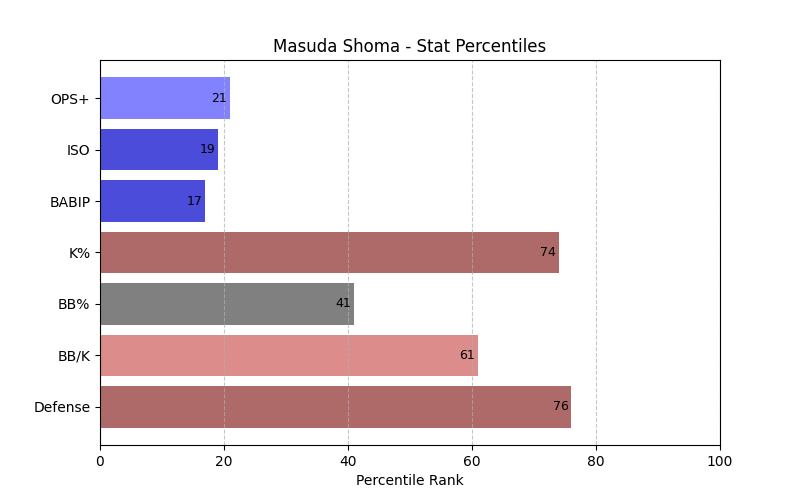 Masuda Shoma - Stat Percentiles
OPS+ 21
ISO 19
BABIP 17
K% 74
BB% 41
BB/K 61
Defense 76
0 20 40 60 80 100
Percentile Rank